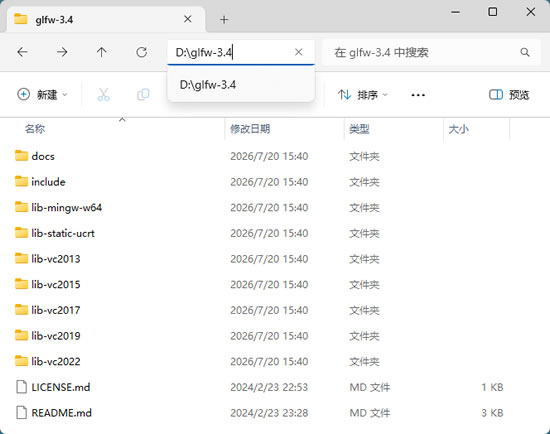 glfw-3.4
D:\glfw-3.4
在 glfw-3.4 中搜索
D:\glfw-3.4
新建
排序
预览
名称 修改日期 类型 大小
docs 2026/7/20 15:40 文件夹
include 2026/7/20 15:40 文件夹
lib-mingw-w64 2026/7/20 15:40 文件夹
lib-static-ucrt 2026/7/20 15:40 文件夹
lib-vc2013 2026/7/20 15:40 文件夹
lib-vc2015 2026/7/20 15:40 文件夹
lib-vc2017 2026/7/20 15:40 文件夹
lib-vc2019 2026/7/20 15:40 文件夹
lib-vc2022 2026/7/20 15:40 文件夹
LICENSE.md 2024/2/23 22:53 MD 文件 1 KB
README.md 2024/2/23 23:28 MD 文件 3 KB